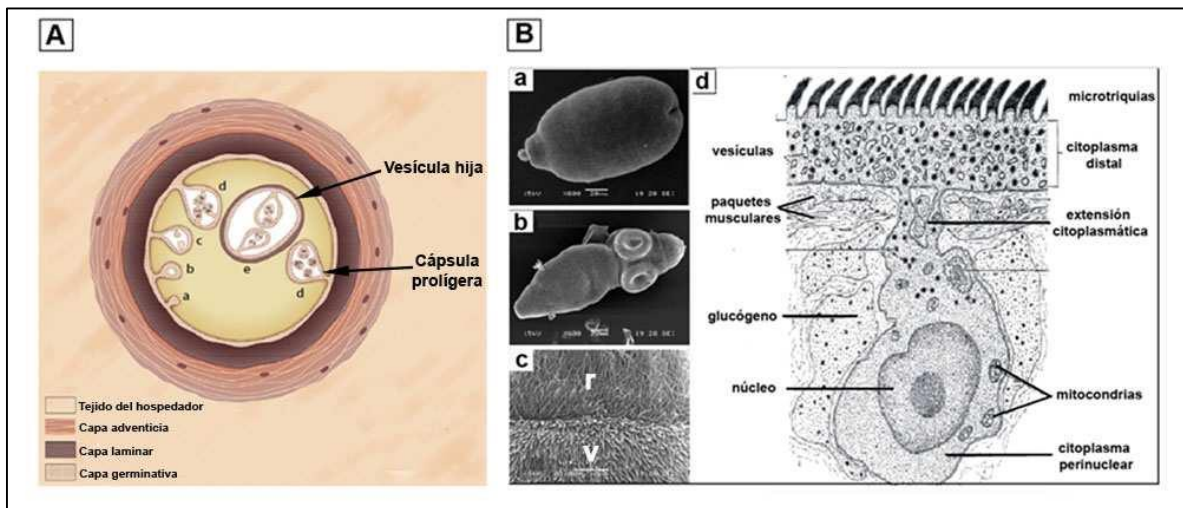 A
Vesícula hija
Cápsula
prolígera
d
c
b
a
e
d
Tejido del hospedador
Capa adventicia
Capa laminar
Capa germinativa
B
a
b
c
r
v
d
microtriquias
vesículas
citoplasma
distal
paquetes
musculares
extensión
citoplasmática
glucógeno
núcleo
mitocondrias
citoplasma
perinuclear